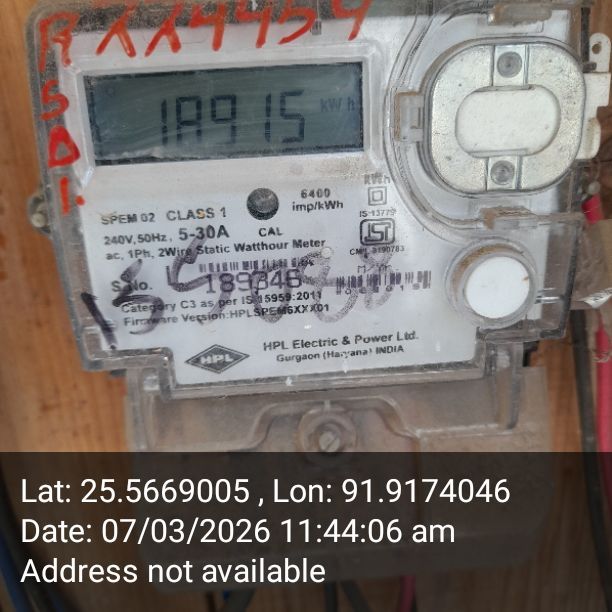 18915 kWh
6400
imp/kWh
kWh
IS 13779
SPEM 02 CLASS 1
240V,50Hz, 5-30A CAL
ac, 1Ph, 2Wire Static Watthour Meter
S.No. 189346
Category C3 as per IS:15959:2011
Firmware Version:HPLSPEM6XXX01
HPL Electric & Power Ltd.
Gurgaon (Haryana) INDIA
HPL
Lat: 25.5669005 , Lon: 91.9174046
Date: 07/03/2026 11:44:06 am
Address not available